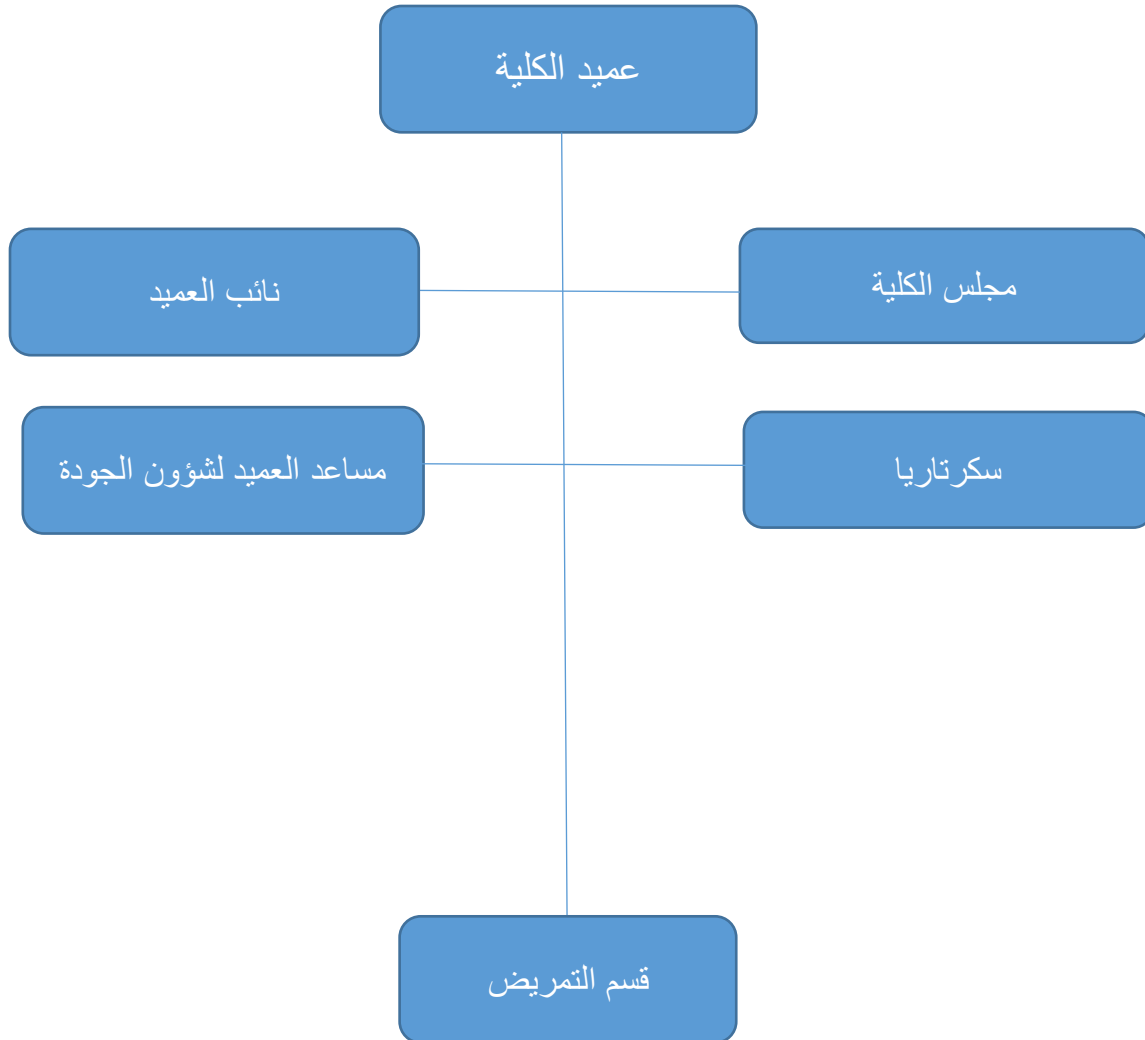 عميد الكلية
مجلس الكلية
نائب العميد
سكرتاريا
مساعد العميد لشؤون الجودة
قسم التمريض